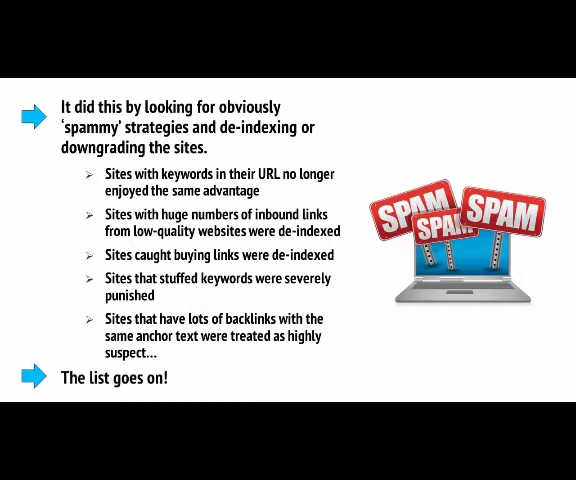 It did this by looking for obviously
‘spammy’ strategies and de-indexing or
downgrading the sites.
Sites with keywords in their URL no longer
enjoyed the same advantage
Sites with huge numbers of inbound links
from low-quality websites were de-indexed
Sites caught buying links were de-indexed
Sites that stuffed keywords were severely
punished
Sites that have lots of backlinks with the
same anchor text were treated as highly
suspect...
The list goes on!
SPAM
SPAM
SPAM